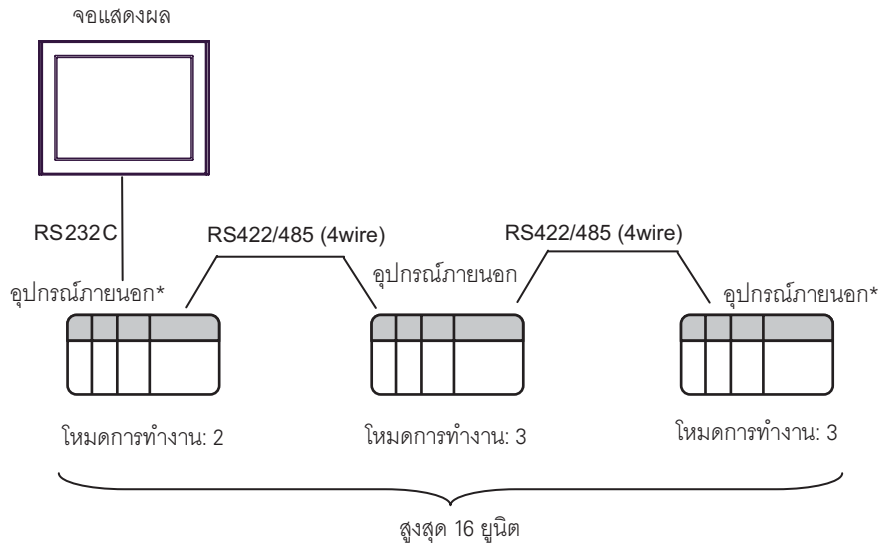 จอแสดงผล
RS232C
RS422/485 (4wire)
RS422/485 (4wire)
อุปกรณ์ภายนอก*
อุปกรณ์ภายนอก
อุปกรณ์ภายนอก*
โหมดการทำงาน: 2
โหมดการทำงาน: 3
โหมดการทำงาน: 3
สูงสุด 16 ยูนิต